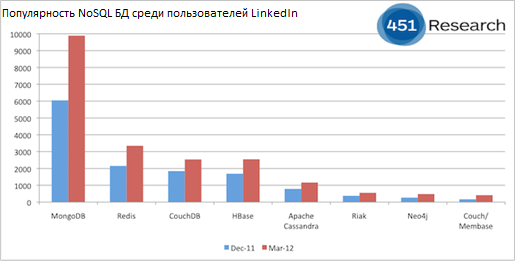 Популярность NoSQL БД среди пользователей LinkedIn
451 Research
10000
9000
8000
7000
6000
5000
4000
3000
2000
1000
0
MongoDB Redis CouchDB HBase Apache Cassandra Riak Neo4j Couch/ Membase
Dec-11 Mar-12